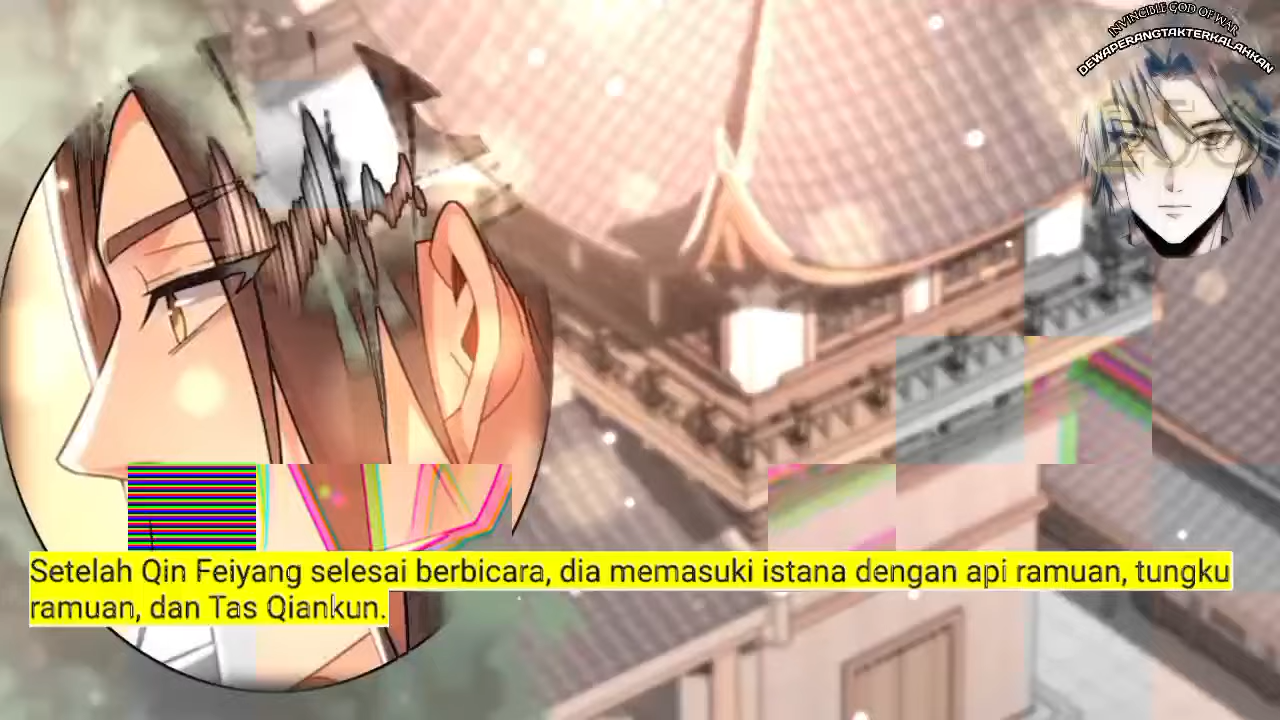 INVINCIBLE GOD OF WAR
DEWAPERANGTAKTERKALAHKAN
Setelah Qin Feiyang selesai berbicara, dia memasuki istana dengan api ramuan, tungku
ramuan, dan Tas Qiankun.